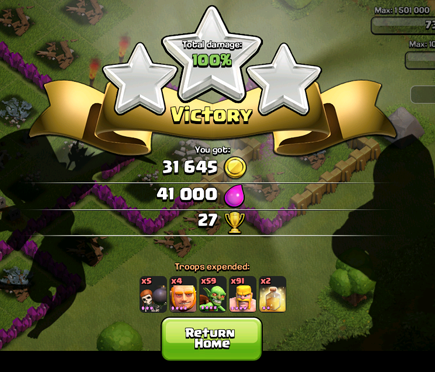 Max: 1 501 000
73
Max: 10
Total damage:
100%
Victory
You got:
31 645
41 000
27
Troops expended:
x5 x4 x59 x91 x2
Return
Home